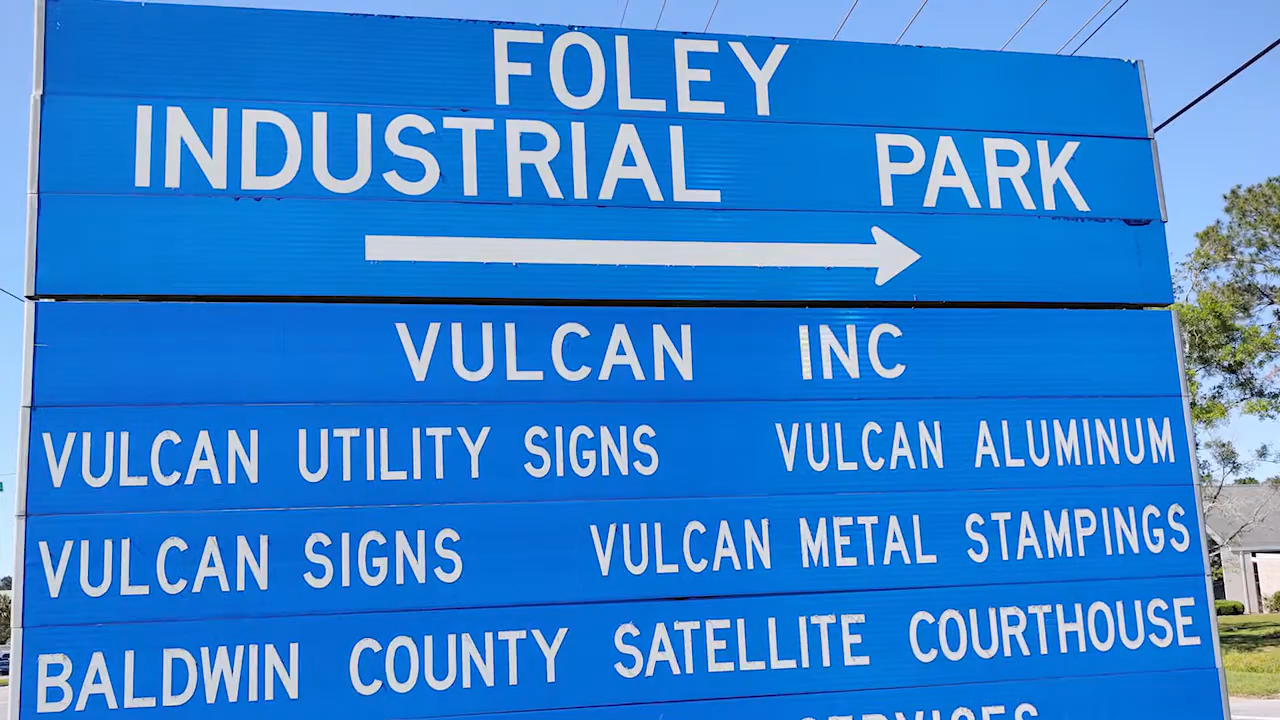 FOLEY
INDUSTRIAL PARK
VULCAN INC
VULCAN UTILITY SIGNS VULCAN ALUMINUM
VULCAN SIGNS VULCAN METAL STAMPINGS
BALDWIN COUNTY SATELLITE COURTHOUSE
SERVICES